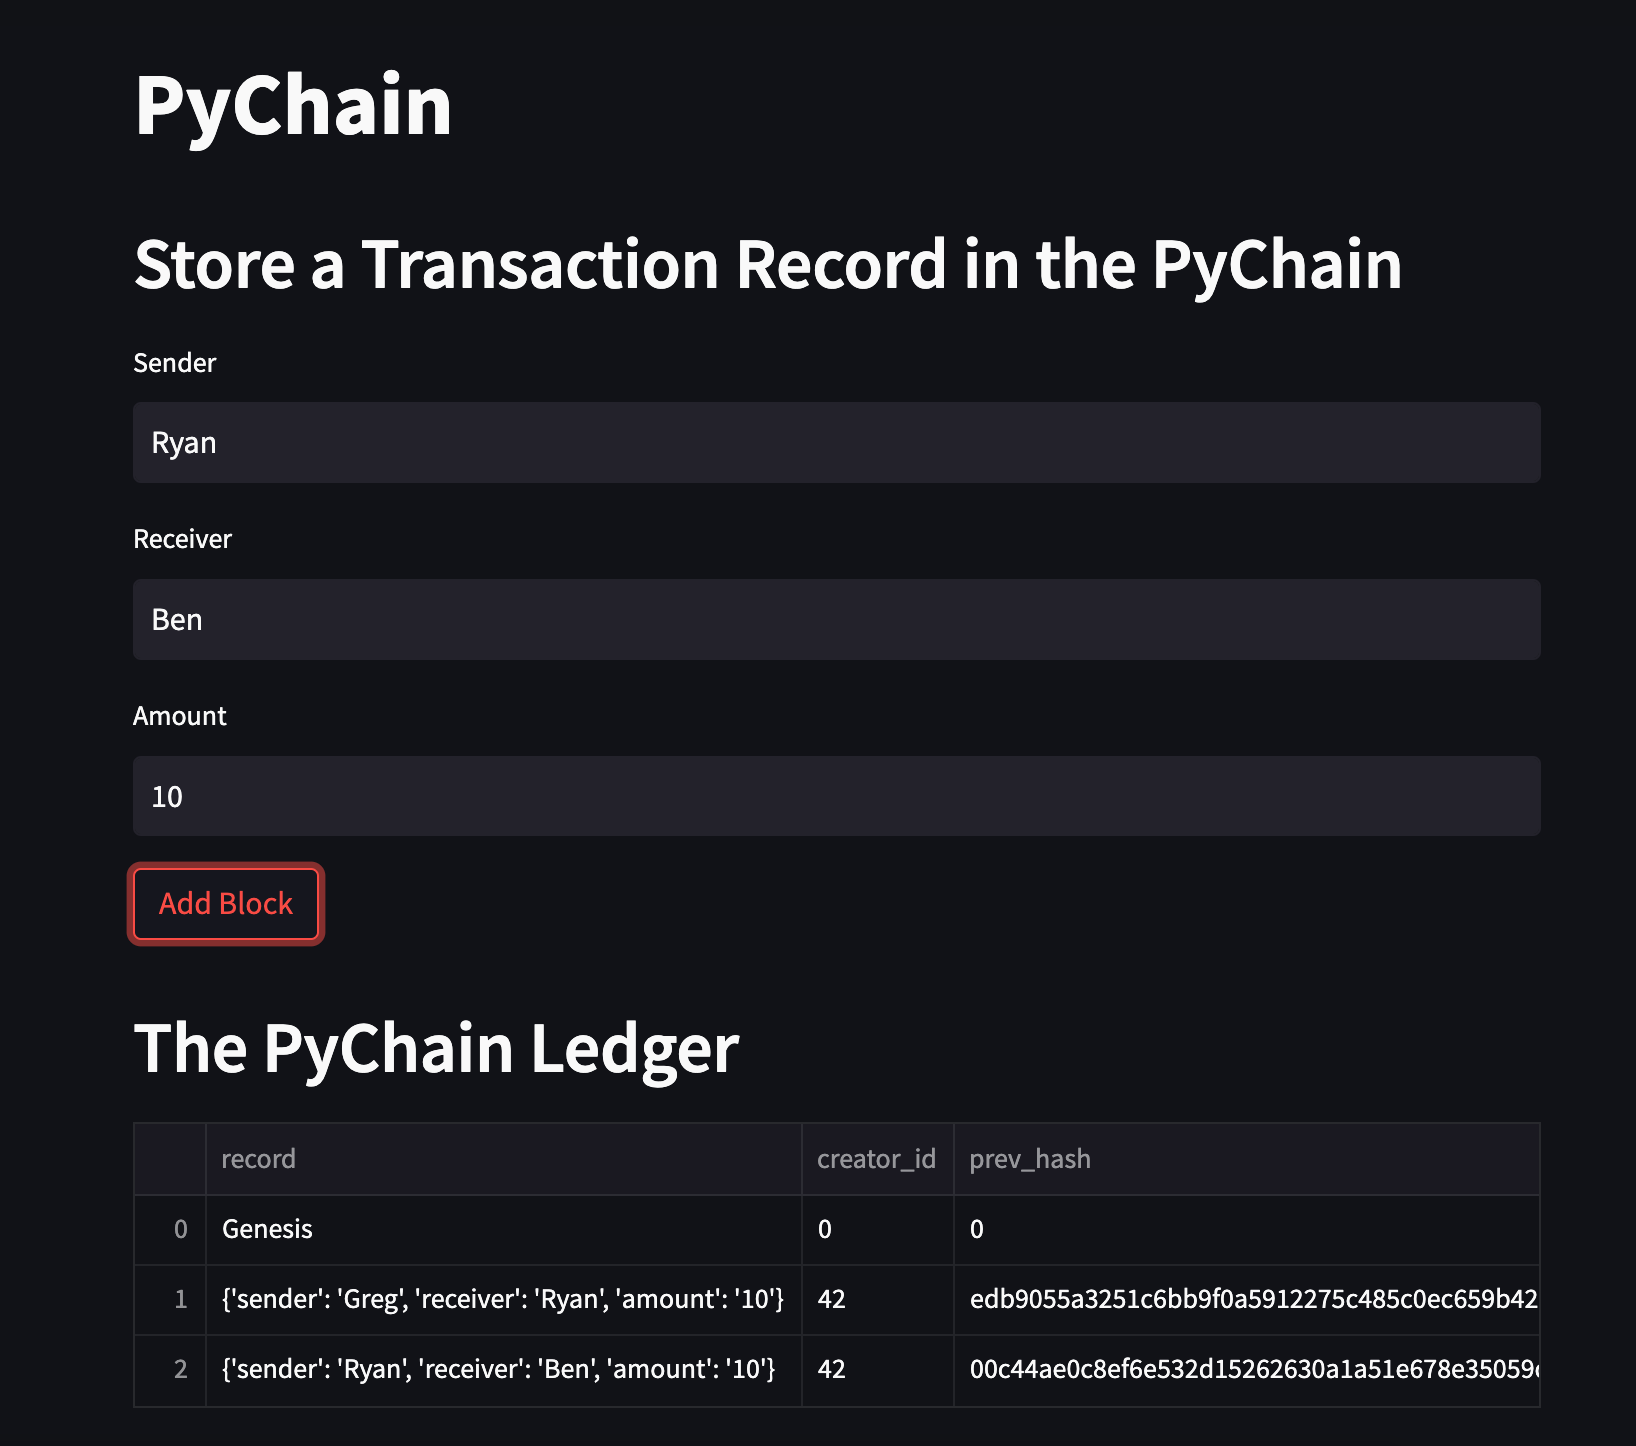 PyChain
Store a Transaction Record in the PyChain
Sender
Ryan
Receiver
Ben
Amount
10
Add Block
The PyChain Ledger
record creator_id prev_hash
0 Genesis 0 0
1 {'sender': 'Greg', 'receiver': 'Ryan', 'amount': '10'} 42 edb9055a3251c6bb9f0a5912275c485c0ec659b42
2 {'sender': 'Ryan', 'receiver': 'Ben', 'amount': '10'} 42 00c44ae0c8ef6e532d15262630a1a51e678e35059